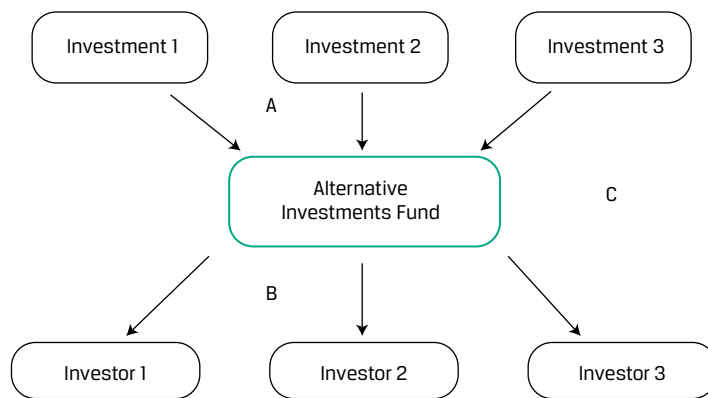 Investment 1
Investment 2
Investment 3
A
Alternative
Investments Fund
C
B
Investor 1
Investor 2
Investor 3